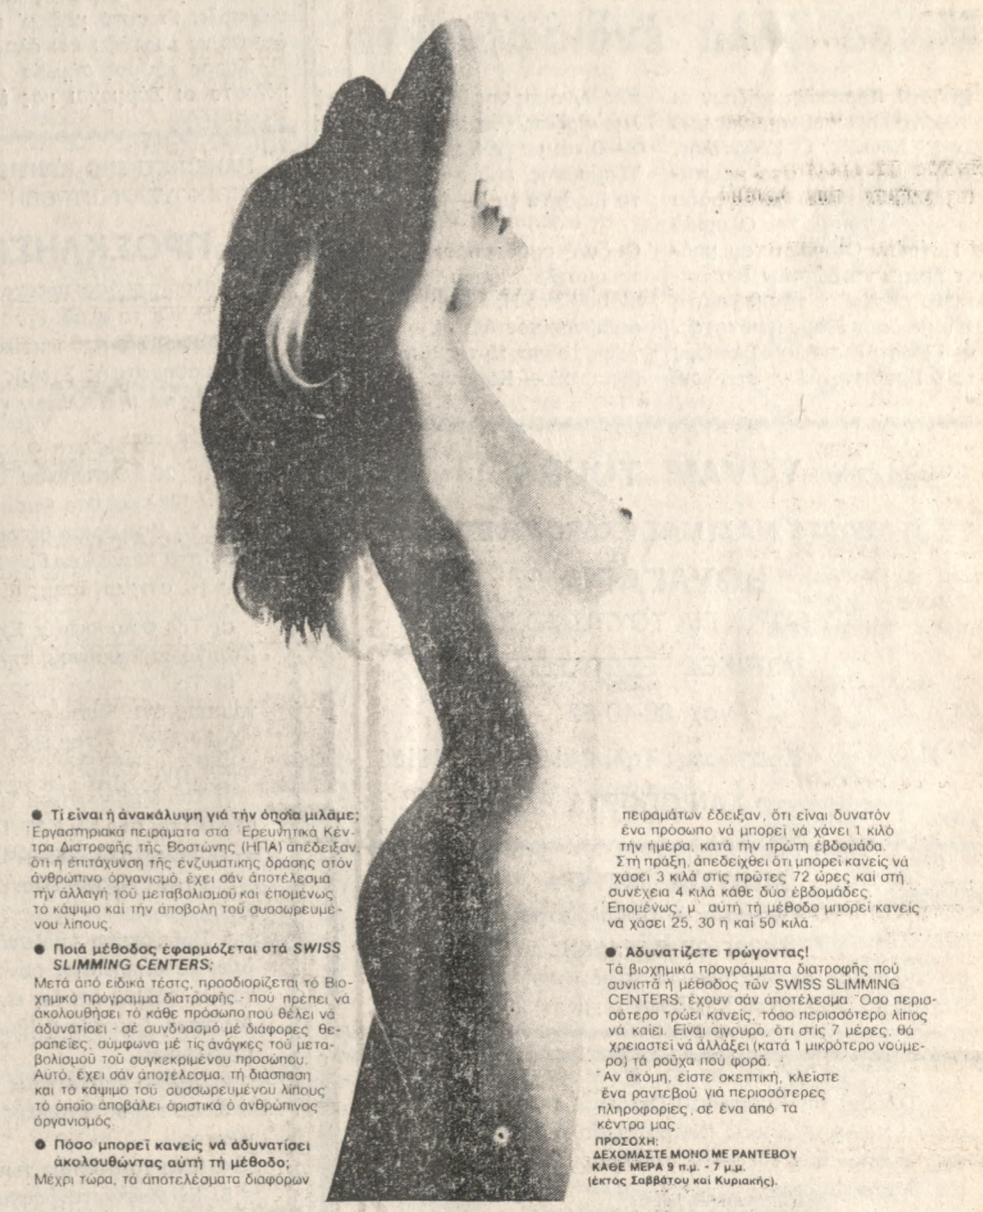 ● Τί είναι ἡ ἀνακάλυψη γιά τήν ὁποία μιλᾶμε;
Ἐργαστηριακά πειράματα στά Ἐρευνητικά Κέν-
τρα Διατροφῆς τῆς Βοστώνης (ΗΠΑ) ἀπέδειξαν,
ὅτι ἡ ἐπιτάχυνση τῆς ἐνζυματικῆς δράσης στόν
ἀνθρώπινο ὀργανισμό, ἔχει σάν ἀποτέλεσμα
τήν ἀλλαγή τοῦ μεταβολισμοῦ καί ἑπομένως,
τό κάψιμο καί τήν ἀποβολή τοῦ συσσωρευμέ-
νου λίπους.
● Ποιά μέθοδος ἐφαρμόζεται στά SWISS
SLIMMING CENTERS;
Μετά ἀπό εἰδικά τέστς, προσδιορίζεται τό Βιο-
χημικό πρόγραμμα διατροφῆς - πού πρέπει νά
ἀκολουθήσει τό κάθε πρόσωπο πού θέλει νά
ἀδυνατίσει - σέ συνδυασμό μέ διάφορες θε-
ραπεῖες, σύμφωνα μέ τίς ἀνάγκες τοῦ μετα-
βολισμοῦ τοῦ συγκεκριμένου προσώπου.
Αὐτό, ἔχει σάν ἀποτέλεσμα, τή διάσπαση
καί τό κάψιμο τοῦ συσσωρευμένου λίπους
τό ὁποῖο ἀποβάλει ὁριστικά ὁ ἀνθρώπινος
ὀργανισμός.
● Πόσο μπορεῖ κανείς νά ἀδυνατίσει
ἀκολουθώντας αὐτή τή μέθοδο;
Μέχρι τώρα, τά ἀποτελέσματα διαφόρων
πειραμάτων ἔδειξαν, ὅτι εἶναι δυνατόν
ἕνα πρόσωπο νά μπορεῖ νά χάνει 1 κιλό
τήν ἡμέρα, κατά τήν πρώτη ἑβδομάδα.
Στή πράξη, ἀπεδείχθει ὅτι μπορεῖ κανείς νά
χάσει 3 κιλά στίς πρῶτες 72 ὧρες καί στή
συνέχεια 4 κιλά κάθε δύο ἑβδομάδες.
Ἑπομένως, μ' αὐτή τή μέθοδο μπορεῖ κανείς
νά χάσει 25, 30 ἤ καί 50 κιλά.
● Ἀδυνατίζετε τρώγοντας!
Τά βιοχημικά προγράμματα διατροφῆς πού
συνιστᾶ ἡ μέθοδος τῶν SWISS SLIMMING
CENTERS, ἔχουν σάν ἀποτέλεσμα Ὅσο περισ-
σότερο τρώει κανείς, τόσο περισσότερο λίπος
νά καίει. Εἶναι σίγουρο, ὅτι στίς 7 μέρες, θά
χρειαστεῖ νά ἀλλάξει (κατά 1 μικρότερο νούμε-
ρο) τά ροῦχα πού φορᾶ.
Ἄν ἀκόμη, εἶστε σκεπτική, κλεῖστε
ἕνα ραντεβού γιά περισσότερες
πληροφορίες, σέ ἕνα ἀπό τά
κέντρα μας
ΠΡΟΣΟΧΗ:
ΔΕΧΟΜΑΣΤΕ ΜΟΝΟ ΜΕ ΡΑΝΤΕΒΟΥ
ΚΑΘΕ ΜΕΡΑ 9 π.μ. - 7 μ.μ.
(ἐκτός Σαββάτου καί Κυριακῆς).